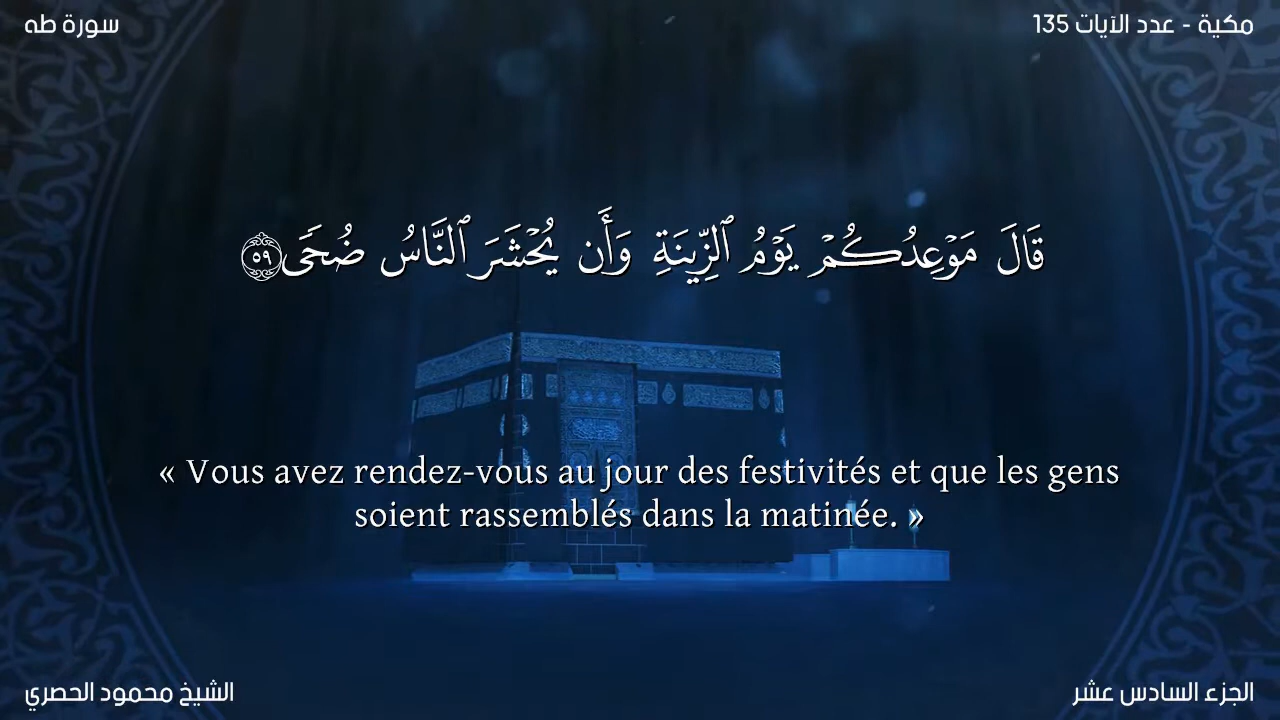 سورة طه
مكية - عدد الآيات 135
قَالَ مَوْعِدُكُمْ يَوْمُ ٱلزِّينَةِ وَأَن يُحْشَرَ ٱلنَّاسُ ضُحًى ٥٩
« Vous avez rendez-vous au jour des festivités et que les gens
soient rassemblés dans la matinée. »
الشيخ محمود الحصري
الجزء السادس عشر